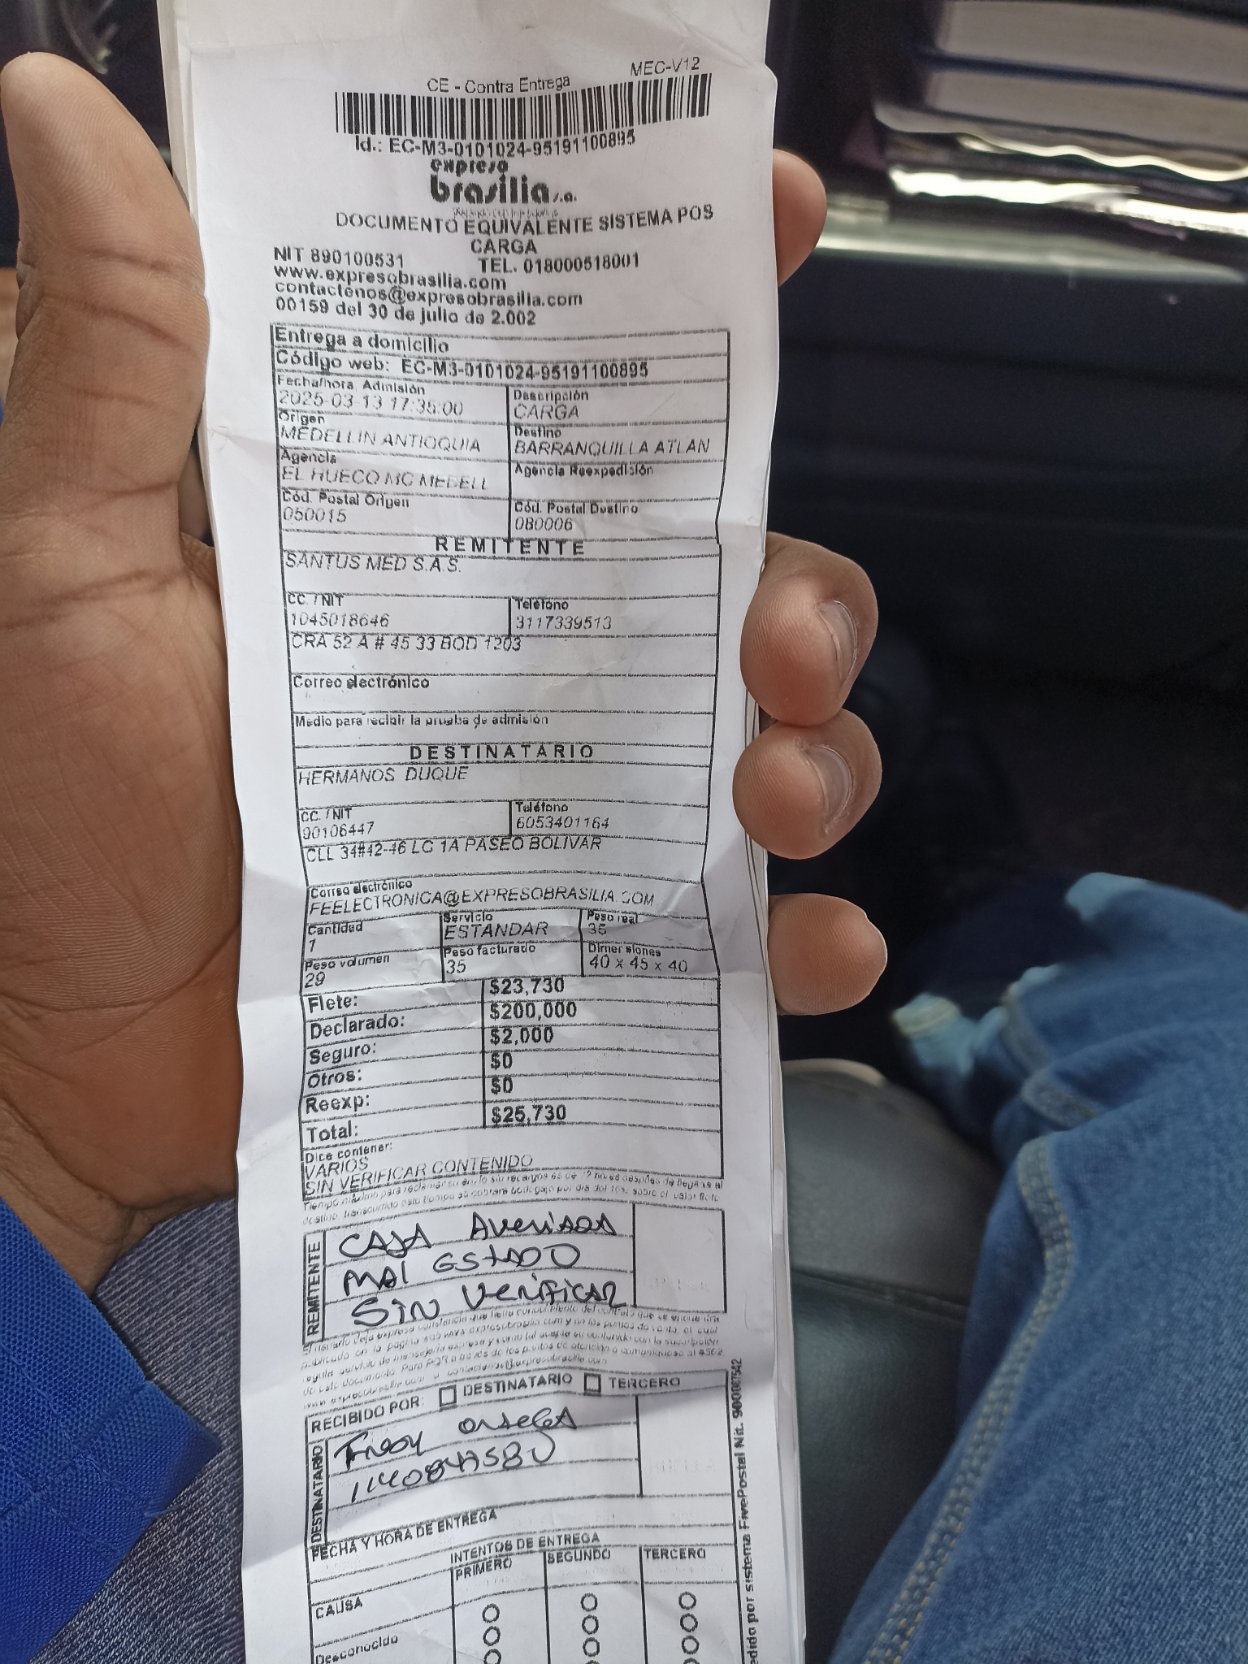 MEC-V12
CE - Contra Entrega
Id.: EC-M3-0101024-95191100895
expreso
brasilia s.a.
DOCUMENTO EQUIVALENTE SISTEMA POS
CARGA
NIT 890100531 TEL. 018000518001
www.expresobrasilia.com
contactenos@expresobrasilia.com
00159 del 30 de julio de 2.002
Entrega a domicilio
Código web: EC-M3-0101024-95191100895
Fecha/hora Admisión Descripción
2025-03-13 17:35:00 CARGA
Origen Destino
MEDELLIN ANTIOQUIA BARRANQUILLA ATLAN
Agencia Agencia Reexpedición
EL HUECO MC MEDELL
Cód. Postal Origen Cód. Postal Destino
050015 080006
REMITENTE
SANTUS MED S.A.S.
CC. / NIT Teléfono
1045018646 3117339513
CRA 52 A # 45 33 BOD 1203
Correo electrónico
Medio para recibir la prueba de admisión
DESTINATARIO
HERMANOS DUQUE
CC. / NIT Teléfono
90106447 6053401164
CLL 34#42-46 LC 1A PASEO BOLIVAR
Correo electrónico
FEELECTRONICA@EXPRESOBRASILIA.COM
Cantidad Servicio Peso real
1 ESTANDAR 35
Peso volumen Peso facturado Dimensiones
29 35 40 x 45 x 40
Flete: $23,730
Declarado: $200,000
Seguro: $2,000
Otros: $0
Reexp: $0
Total: $25,730
Dice contener:
VARIOS
SIN VERIFICAR CONTENIDO
REMITENTE
CAJA Averiada
MAL ESTADO
SIN Verificar
RECIBIDO POR: DESTINATARIO TERCERO
DESTINATARIO
FECHA Y HORA DE ENTREGA
INTENTOS DE ENTREGA
PRIMERO SEGUNDO TERCERO
CAUSA
Desconocido
sistema FivePostal Nit.